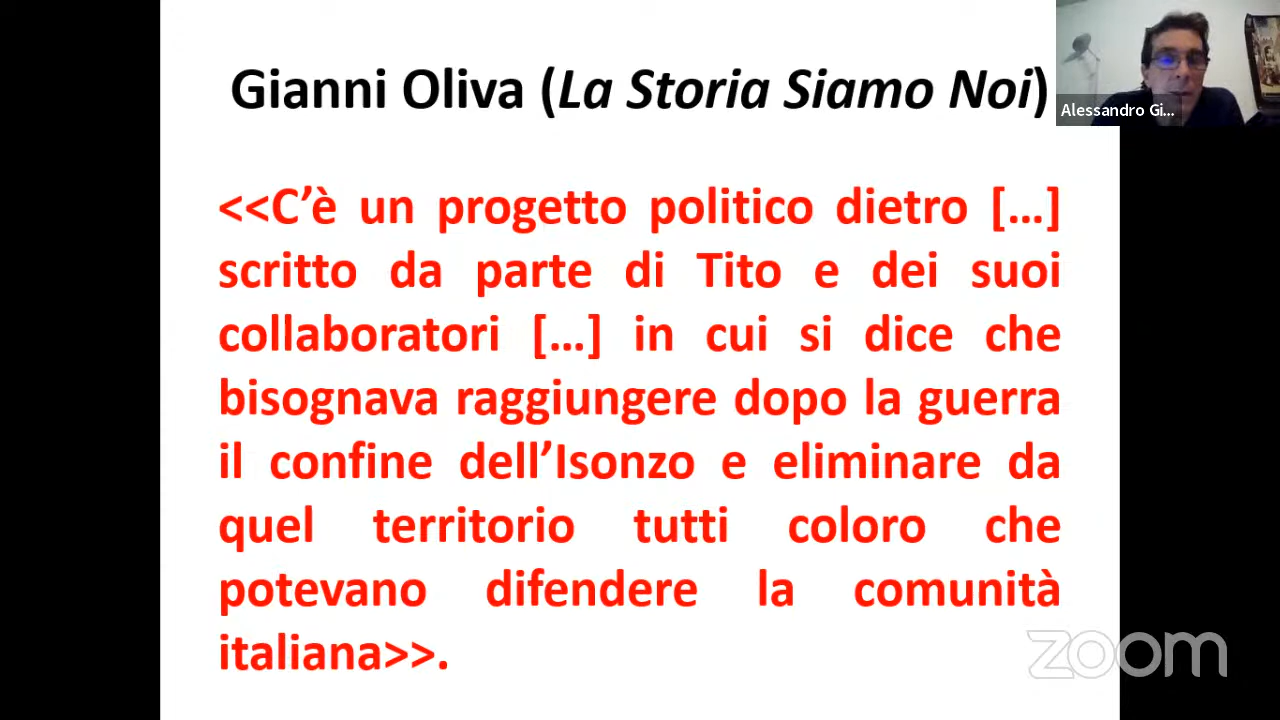 Gianni Oliva (La Storia Siamo Noi)
Alessandro Gi...
<<C’è un progetto politico dietro […]
scritto da parte di Tito e dei suoi
collaboratori […] in cui si dice che
bisognava raggiungere dopo la guerra
il confine dell’Isonzo e eliminare da
quel territorio tutti coloro che
potevano difendere la comunità
italiana>>.
zoom